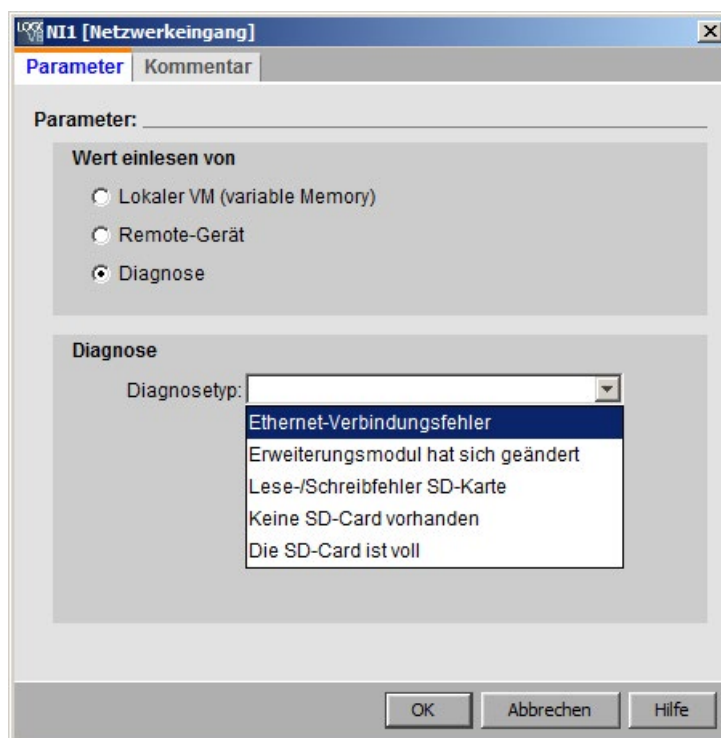 NI1 [Netzwerkeingang]
Parameter Kommentar
Parameter:
Wert einlesen von
Lokaler VM (variable Memory)
Remote-Gerät
Diagnose
Diagnose
Diagnosetyp:
Ethernet-Verbindungsfehler
Erweiterungsmodul hat sich geändert
Lese-/Schreibfehler SD-Karte
Keine SD-Card vorhanden
Die SD-Card ist voll
OK Abbrechen Hilfe